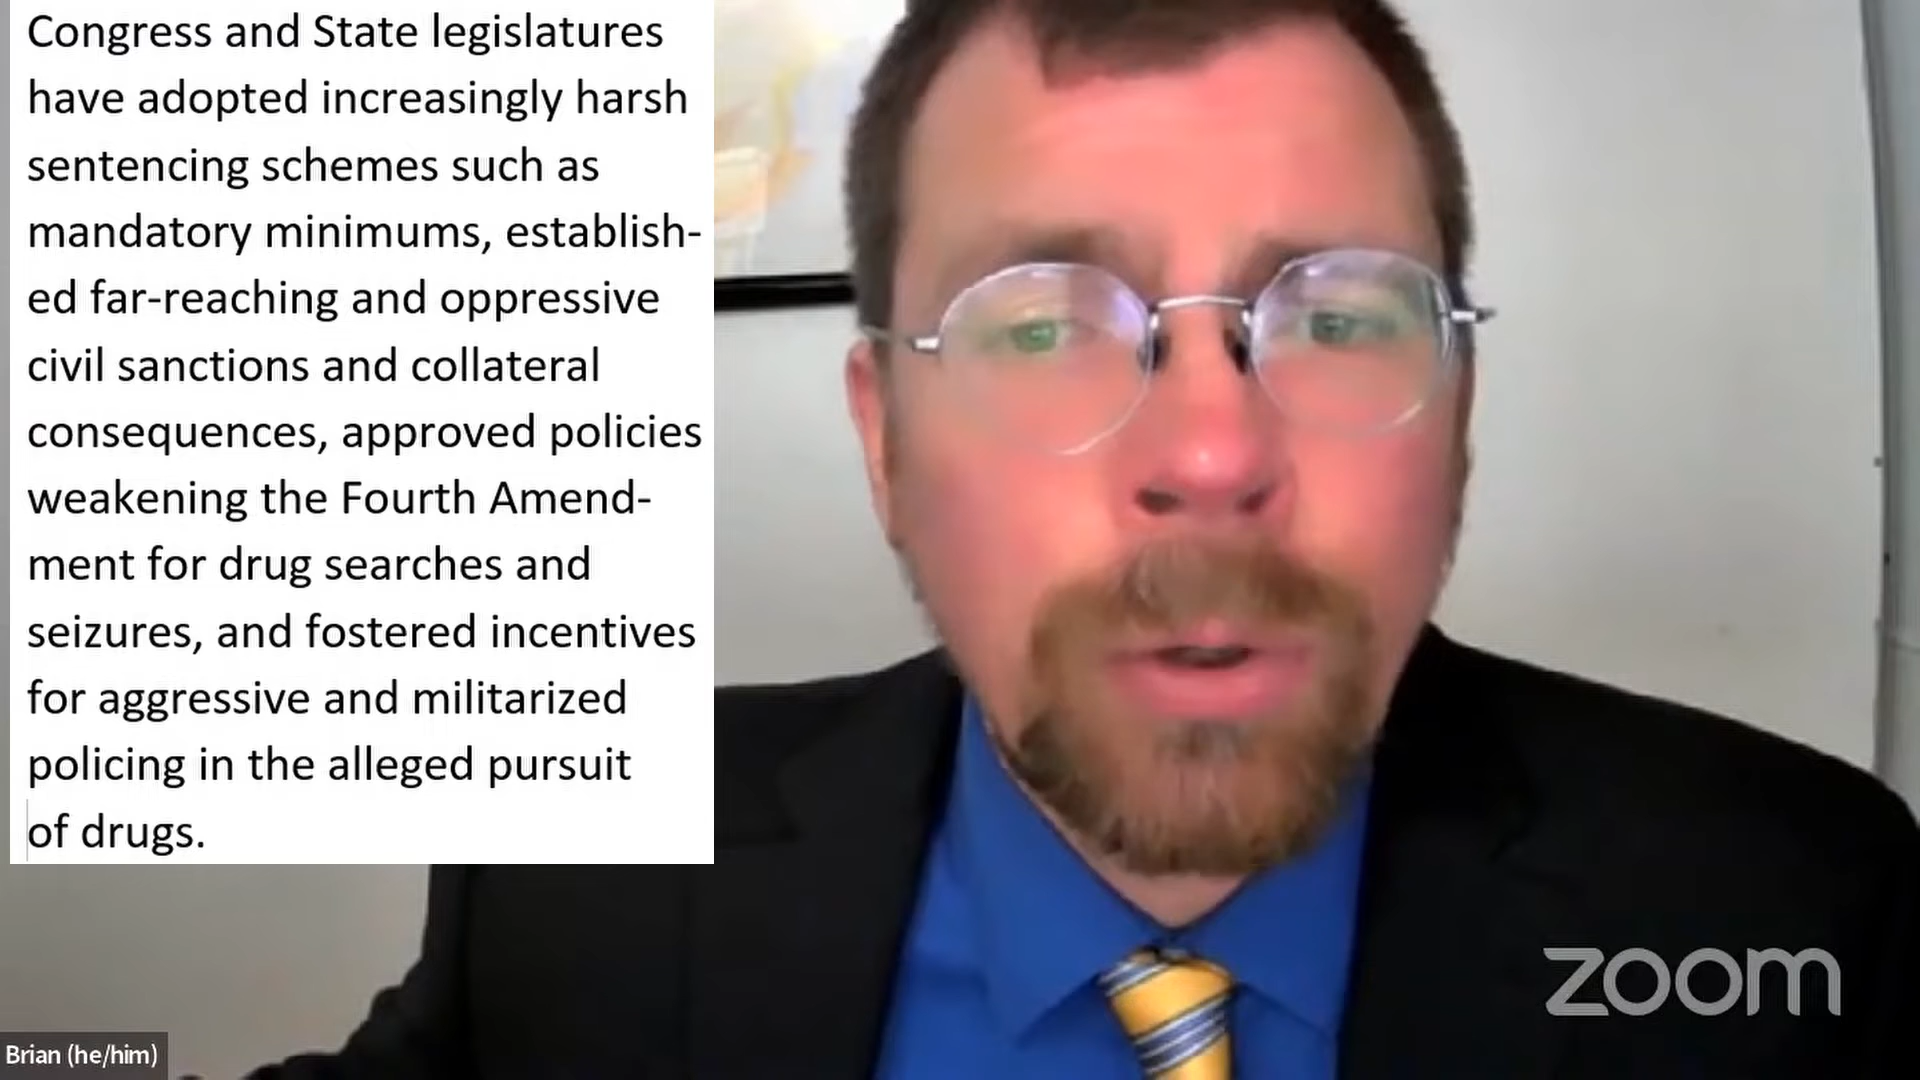 Congress and State legislatures
have adopted increasingly harsh
sentencing schemes such as
mandatory minimums, establish-
ed far-reaching and oppressive
civil sanctions and collateral
consequences, approved policies
weakening the Fourth Amend-
ment for drug searches and
seizures, and fostered incentives
for aggressive and militarized
policing in the alleged pursuit
of drugs.
zoom
Brian (he/him)